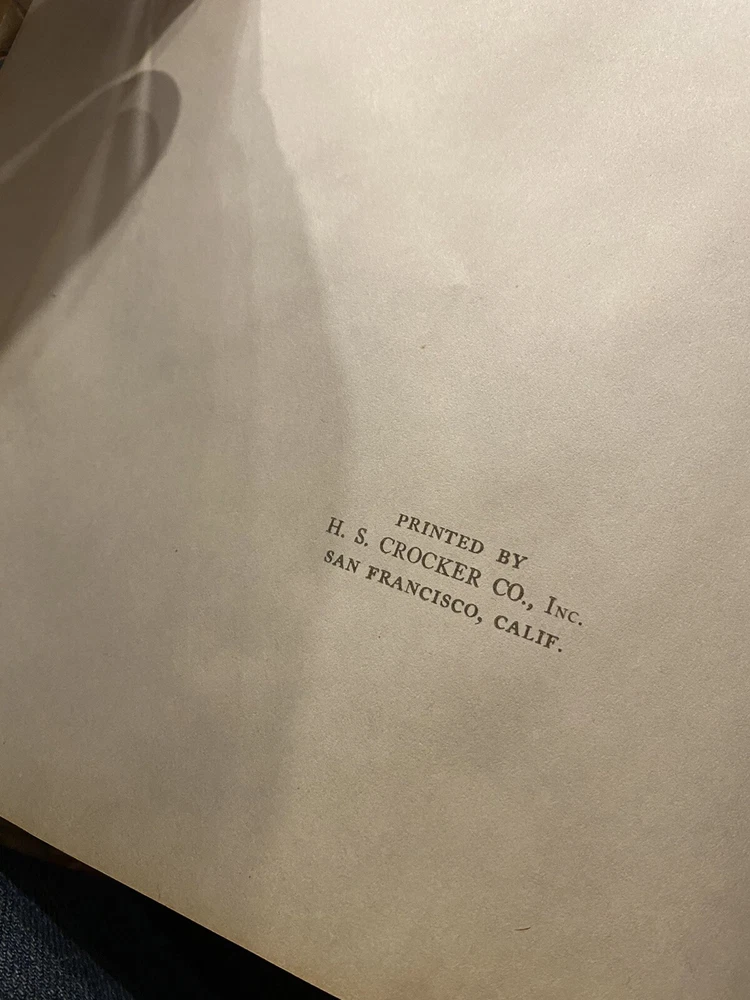 PRINTED BY
H. S. CROCKER CO., INC.
SAN FRANCISCO, CALIF.